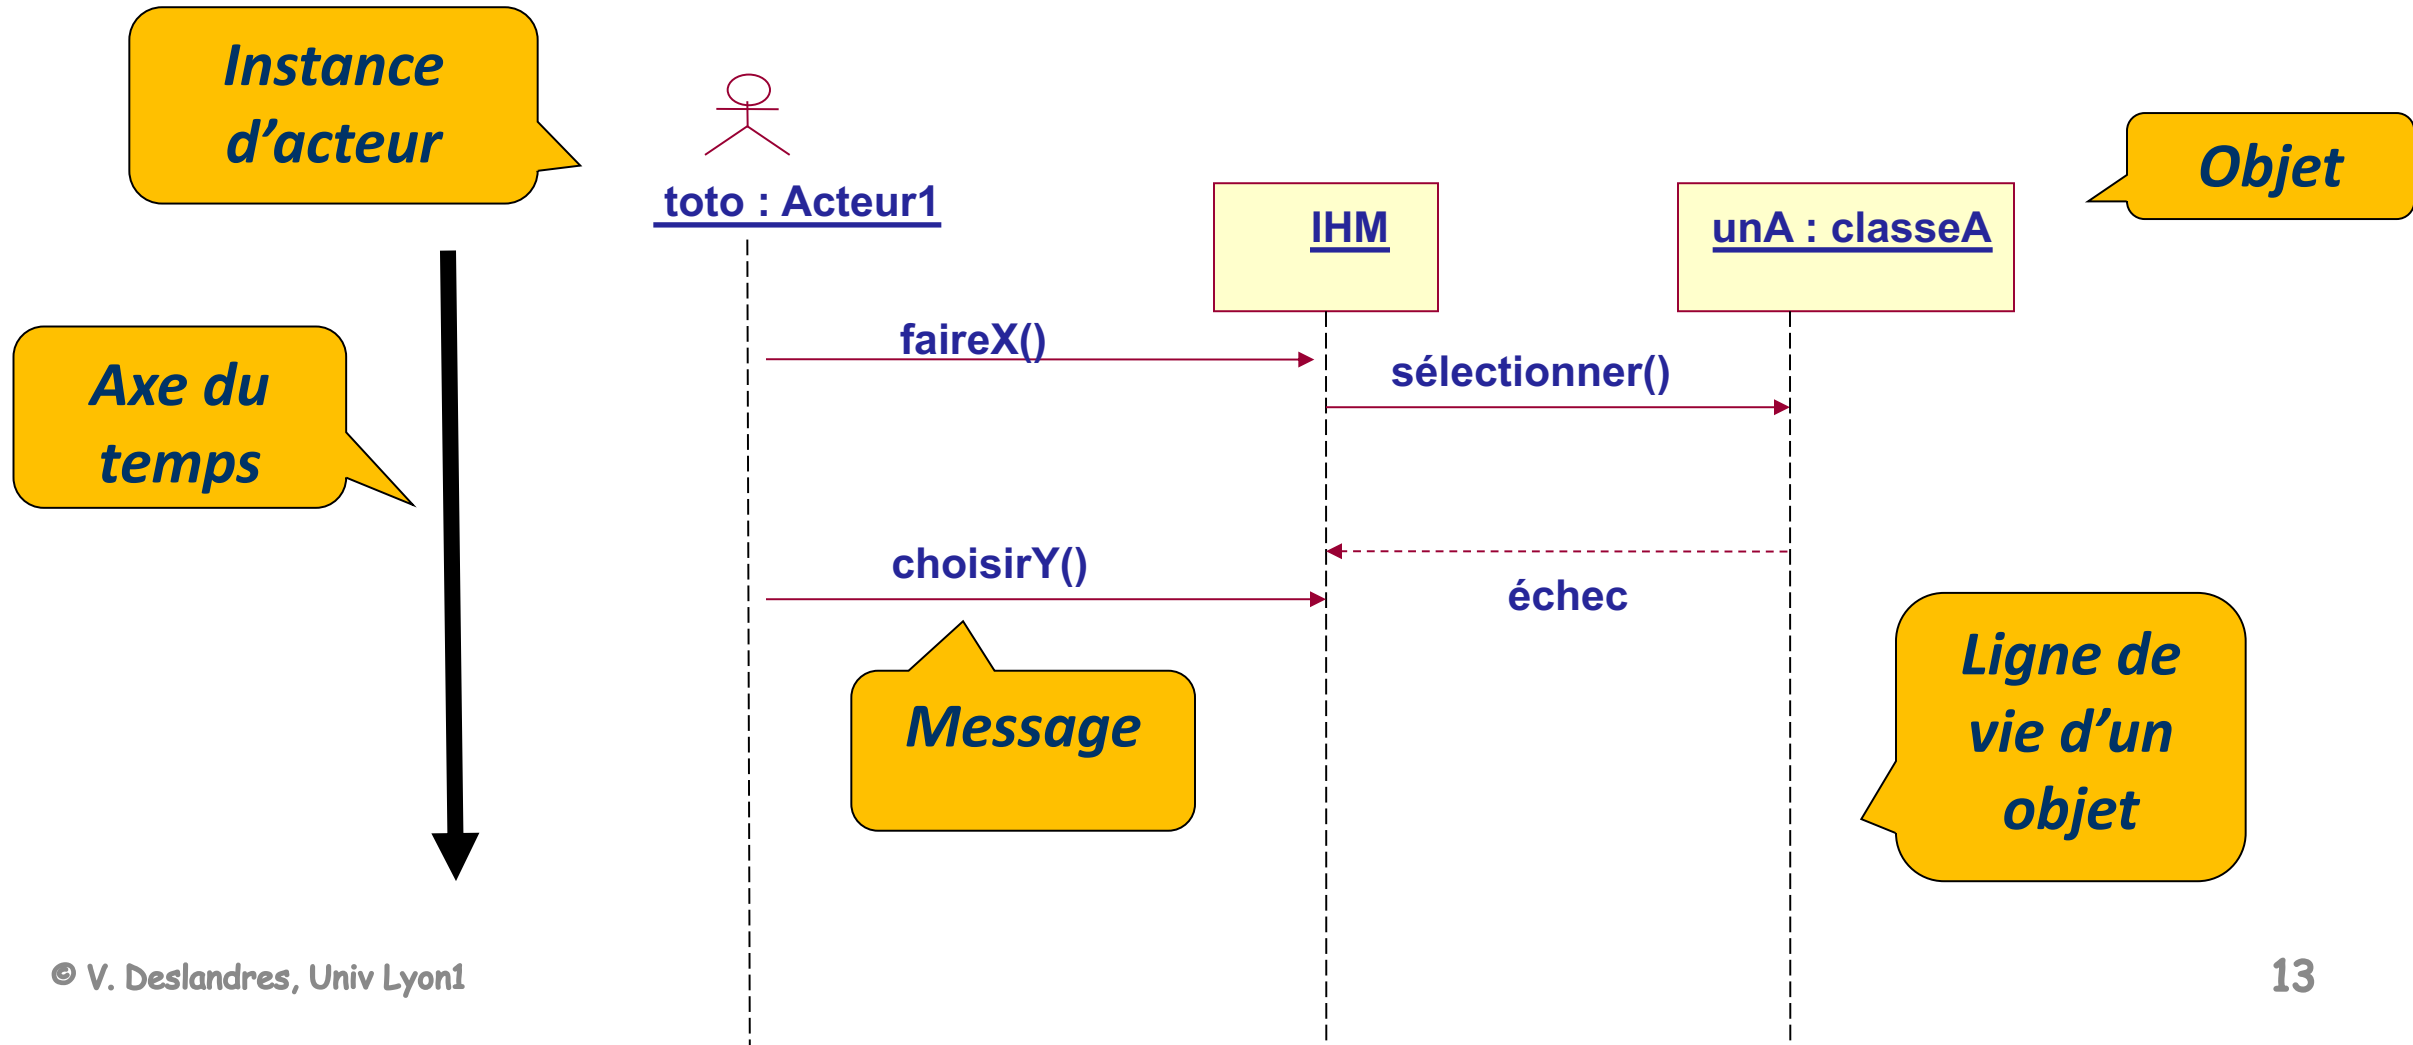 Instance
d’acteur
Objet
toto : Acteur1
IHM
unA : classeA
faireX()
sélectionner()
Axe du
temps
choisirY()
échec
Message
Ligne de
vie d’un
objet
© V. Deslandres, Univ Lyon1
13